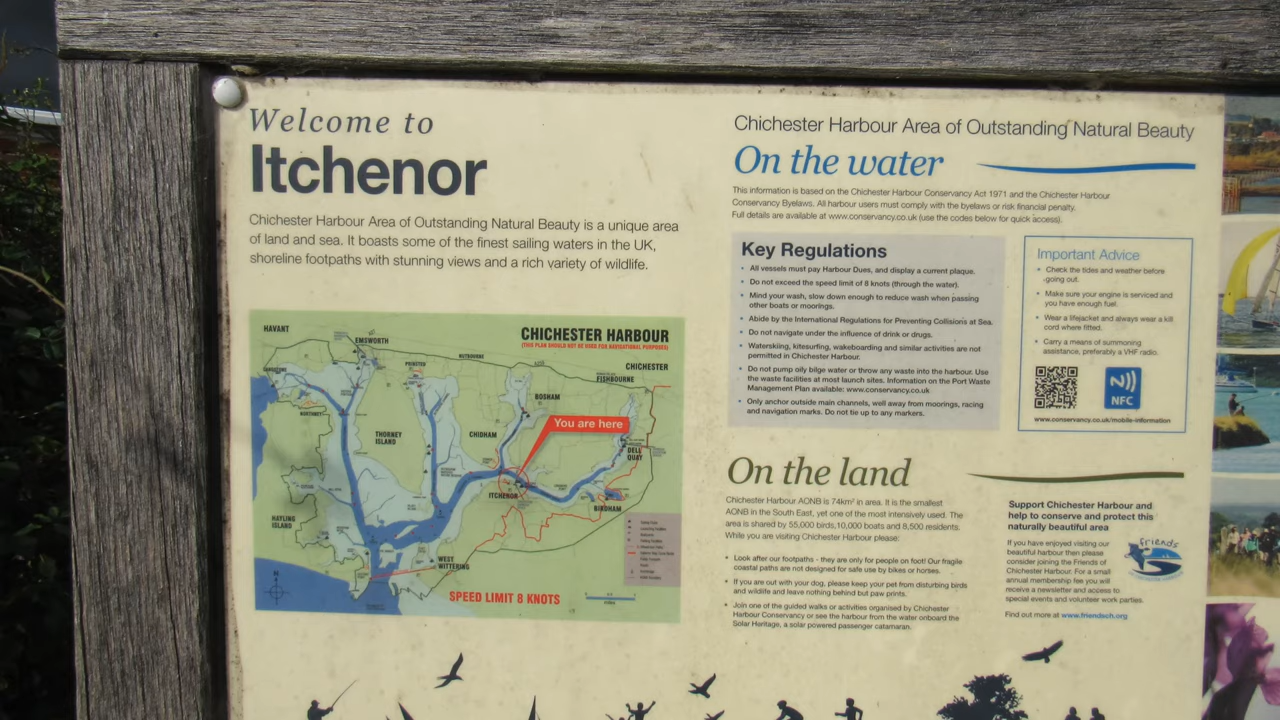 Welcome to
Itchenor
Chichester Harbour Area of Outstanding Natural Beauty is a unique area
of land and sea. It boasts some of the finest sailing waters in the UK,
shoreline footpaths with stunning views and a rich variety of wildlife.
CHICHESTER HARBOUR
(THIS PLAN SHOULD NOT BE USED FOR NAVIGATIONAL PURPOSES)
HAVANT
EMSWORTH
NUTBOURNE
CHICHESTER
FISHBOURNE
BOSHAM
THORNEY
ISLAND
CHIDHAM
You are here
DELL
QUAY
ITCHENOR
BIRDHAM
HAYLING
ISLAND
WEST
WITTERING
N
SPEED LIMIT 8 KNOTS
Chichester Harbour Area of Outstanding Natural Beauty
On the water
This information is based on the Chichester Harbour Conservancy Act 1971 and the Chichester Harbour
Conservancy Byelaws. All harbour users must comply with the byelaws or risk financial penalty.
Full details are available at www.conservancy.co.uk (use the codes below for quick access).
Key Regulations
• All vessels must pay Harbour Dues, and display a current plaque.
• Do not exceed the speed limit of 8 knots (through the water).
• Mind your wash, slow down enough to reduce wash when passing
other boats or moorings.
• Abide by the International Regulations for Preventing Collisions at Sea.
• Do not navigate under the influence of drink or drugs.
• Waterskiing, kitesurfing, wakeboarding and similar activities are not
permitted in Chichester Harbour.
• Do not pump oily bilge water or throw any waste into the harbour. Use
the waste facilities at most launch sites. Information on the Port Waste
Management Plan available: www.conservancy.co.uk
• Only anchor outside main channels, well away from moorings, racing
and navigation marks. Do not tie up to any markers.
Important Advice
• Check the tides and weather before
going out.
• Make sure your engine is serviced and
you have enough fuel.
• Wear a lifejacket and always wear a kill
cord where fitted.
• Carry a means of summoning
assistance, preferably a VHF radio.
NFC
www.conservancy.co.uk/mobile-information
On the land
Chichester Harbour AONB is 74km² in area. It is the smallest
AONB in the South East, yet one of the most intensively used. The
area is shared by 55,000 birds,10,000 boats and 8,500 residents.
While you are visiting Chichester Harbour please:
• Look after our footpaths - they are only for people on foot! Our fragile
coastal paths are not designed for safe use by bikes or horses.
• If you are out with your dog, please keep your pet from disturbing birds
and wildlife and leave nothing behind but paw prints.
• Join one of the guided walks or activities organised by Chichester
Harbour Conservancy or see the harbour from the water onboard the
Solar Heritage, a solar powered passenger catamaran.
Support Chichester Harbour and
help to conserve and protect this
naturally beautiful area
If you have enjoyed visiting our
beautiful harbour then please
consider joining the Friends of
Chichester Harbour. For a small
annual membership fee you will
receive a newsletter and access to
special events and volunteer work parties.
friends
Find out more at www.friendsch.org